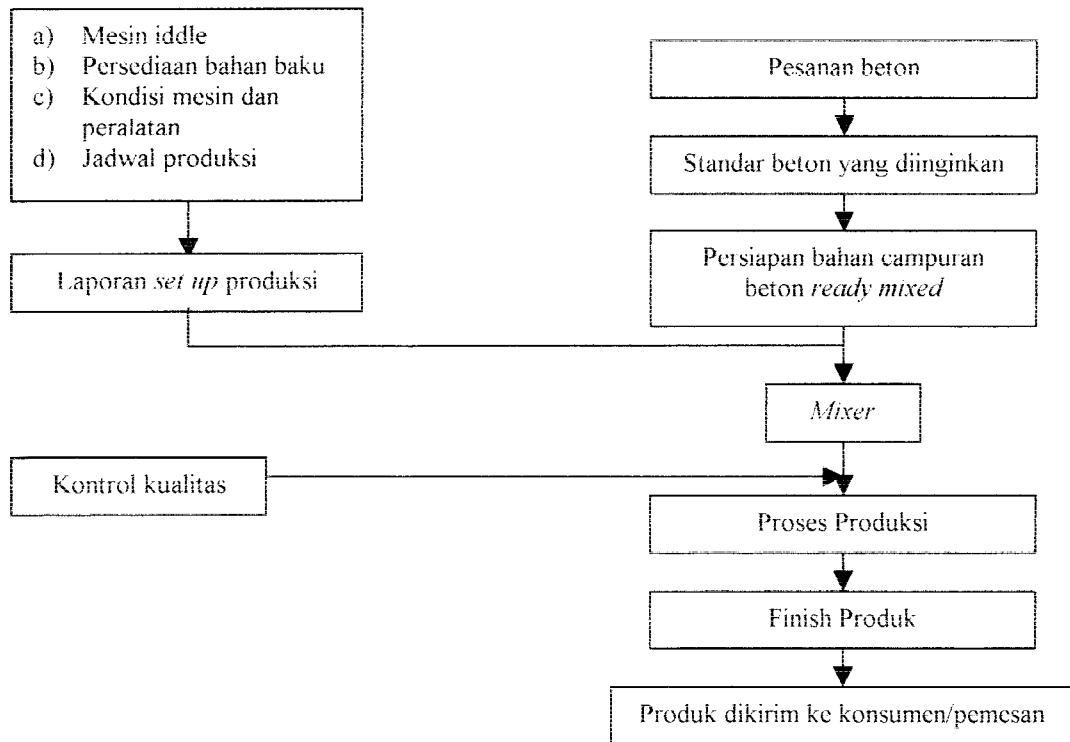 a) Mesin iddle
b) Persediaan bahan baku
c) Kondisi mesin dan
peralatan
d) Jadwal produksi
Laporan set up produksi
Kontrol kualitas
Pesanan beton
Standar beton yang diinginkan
Persiapan bahan campuran
beton ready mixed
Mixer
Proses Produksi
Finish Produk
Produk dikirim ke konsumen/pemesan